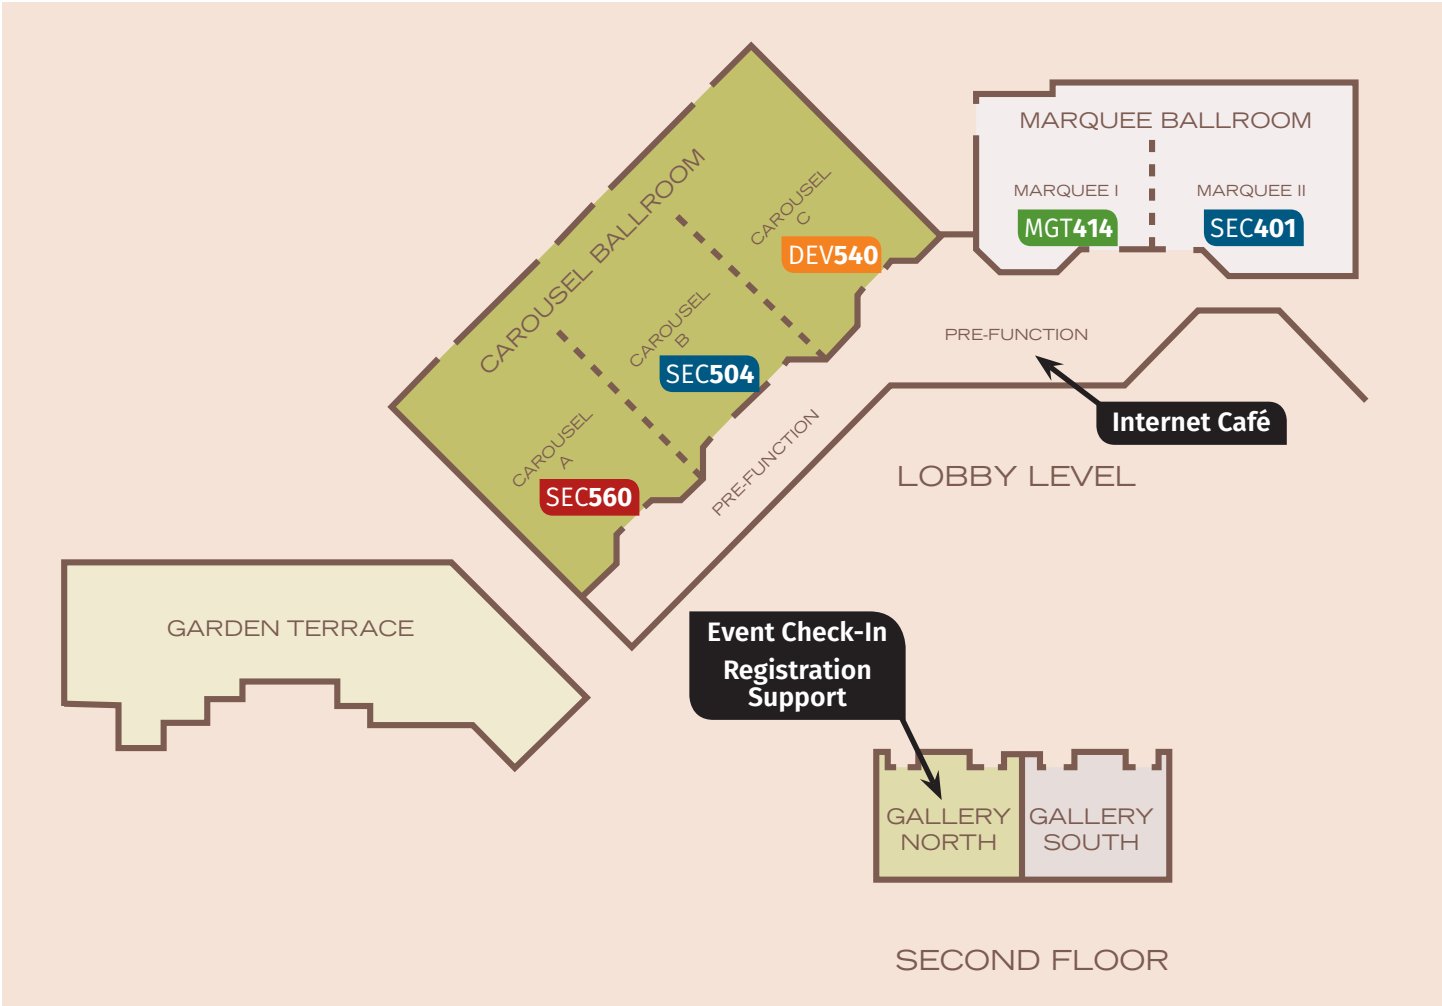 MARQUEE BALLROOM
MARQUEE I
MGT414
MARQUEE II
SEC401
CAROUSEL BALLROOM
CAROUSEL
C
DEV540
CAROUSEL
B
SEC504
CAROUSEL
A
SEC560
PRE-FUNCTION
PRE-FUNCTION
Internet Café
LOBBY LEVEL
GARDEN TERRACE
Event Check-In
Registration
Support
GALLERY
NORTH
GALLERY
SOUTH
SECOND FLOOR